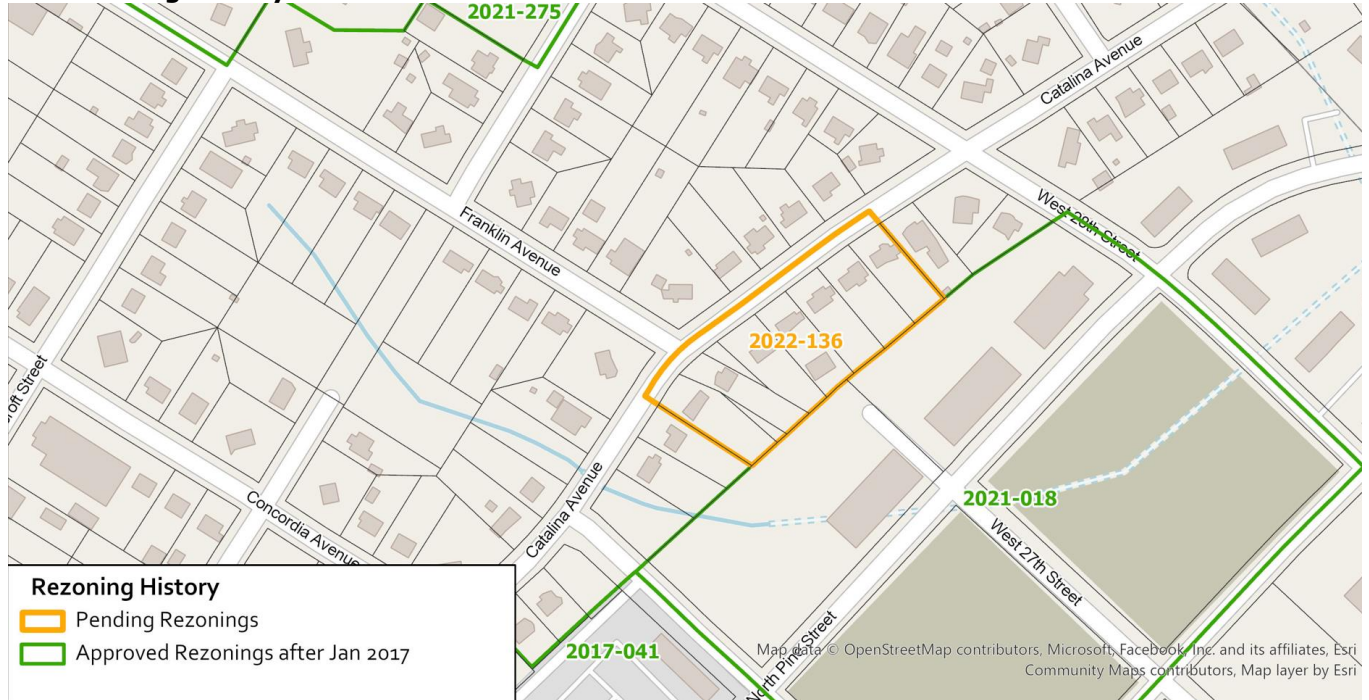 2021-275
Catalina Avenue
West 28th Street
Franklin Avenue
2022-136
2021-018
Catalina Avenue
Concordia Avenue
West 27th Street
2017-041
North Pine Street
Rezoning History
Pending Rezonings
Approved Rezonings after Jan 2017
Map data © OpenStreetMap contributors, Microsoft, Facebook, Inc. and its affiliates, Esri
Community Maps contributors, Map layer by Esri